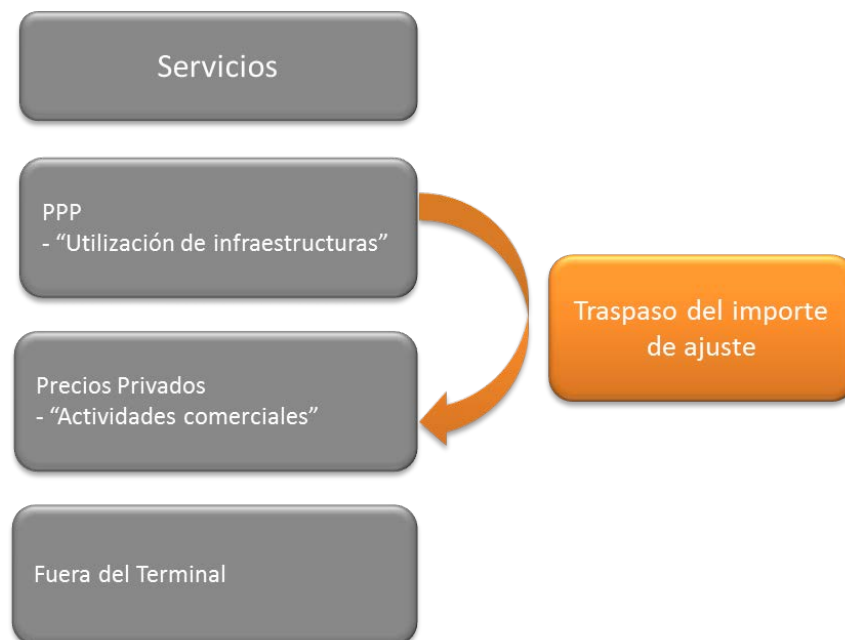 Servicios
PPP
- “Utilización de infraestructuras”
Traspaso del importe
de ajuste
Precios Privados
- “Actividades comerciales”
Fuera del Terminal